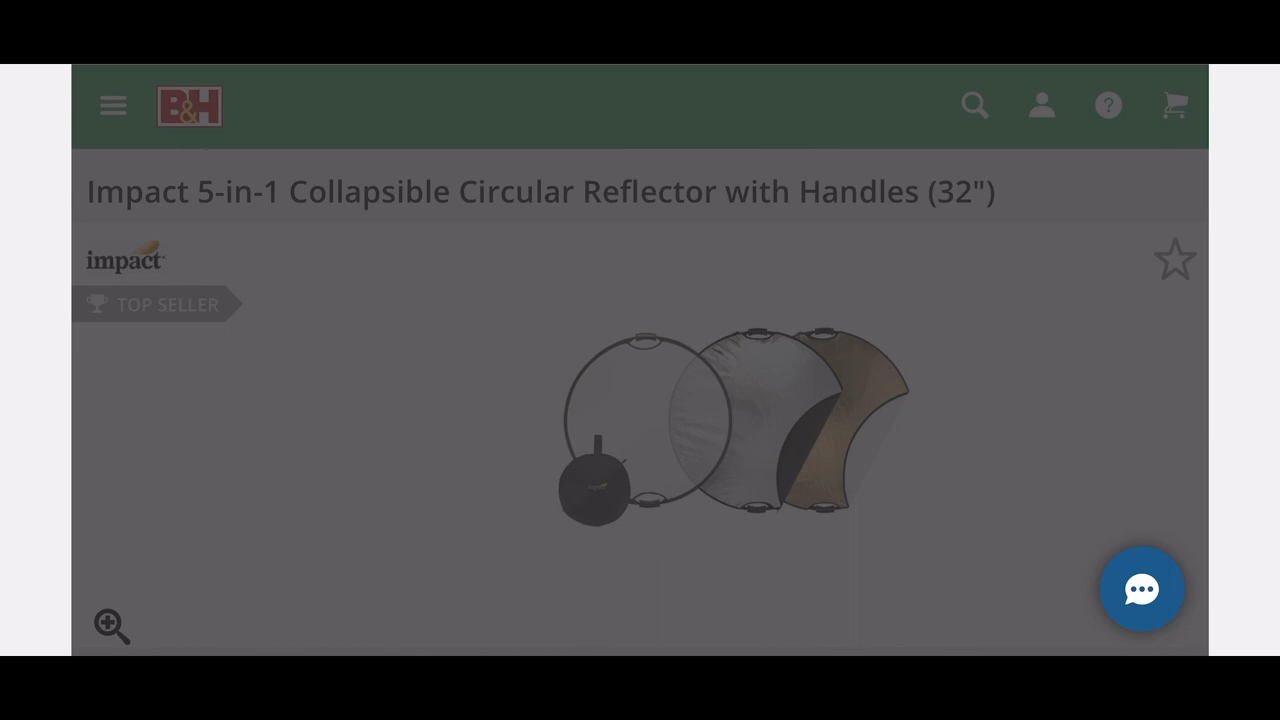 B&H
Impact 5-in-1 Collapsible Circular Reflector with Handles (32")
impact
TOP SELLER